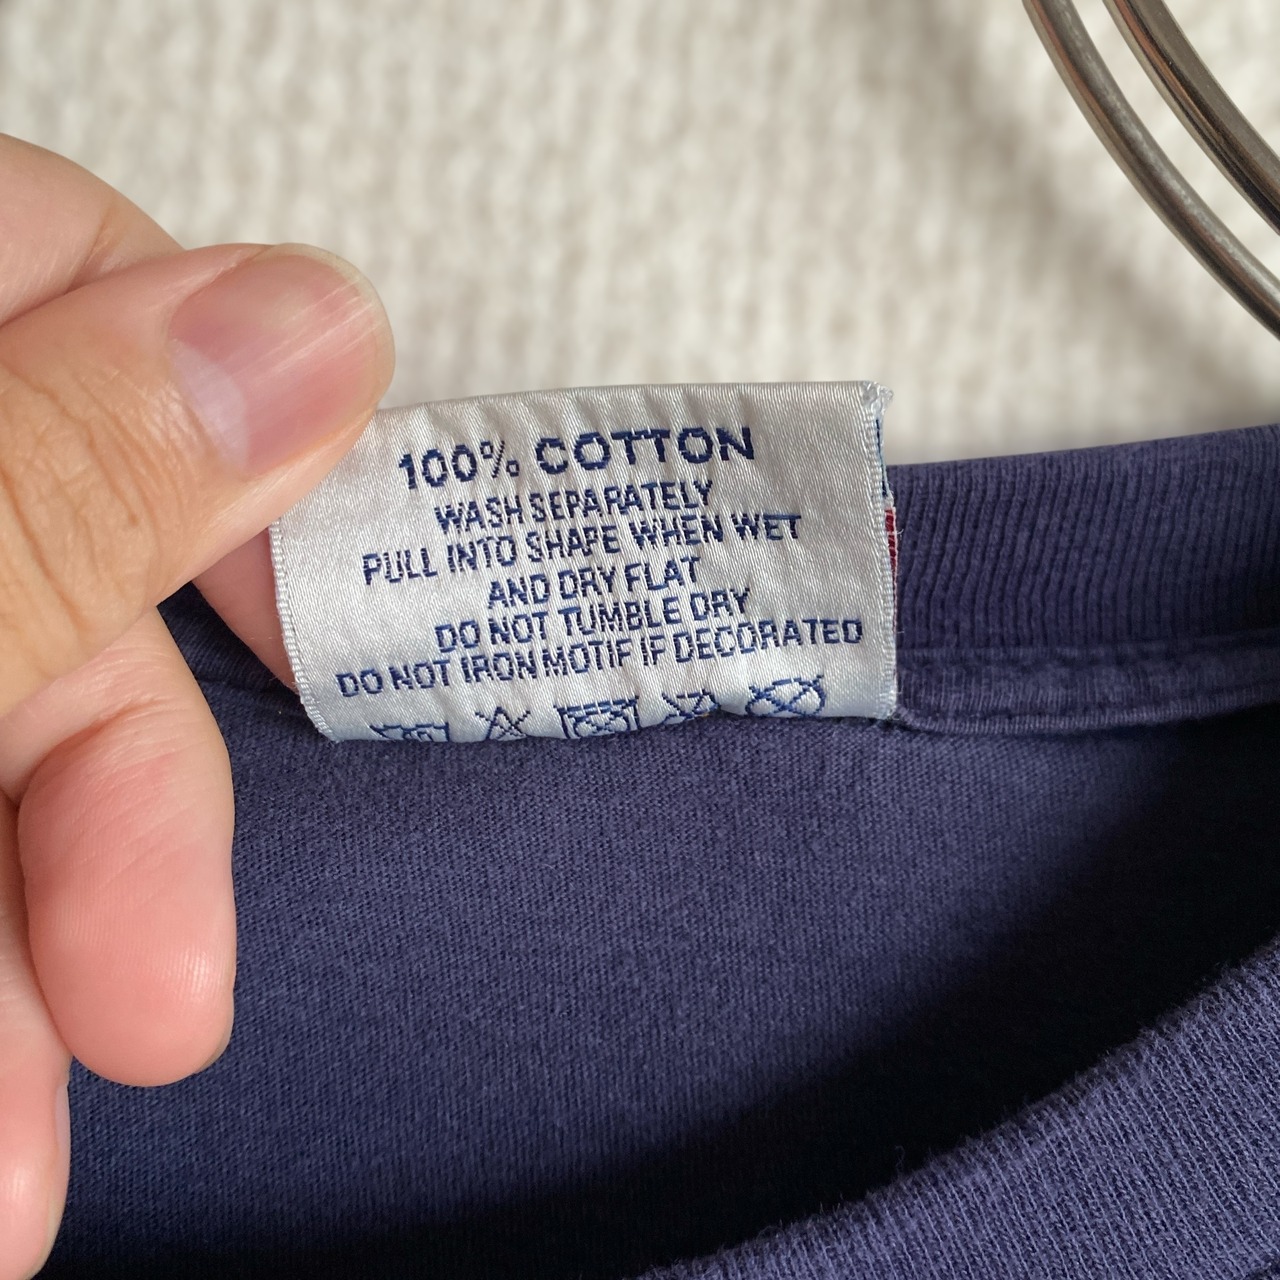 100% COTTON
WASH SEPARATELY
PULL INTO SHAPE WHEN WET
AND DRY FLAT
DO NOT TUMBLE DRY
DO NOT IRON MOTIF IF DECORATED